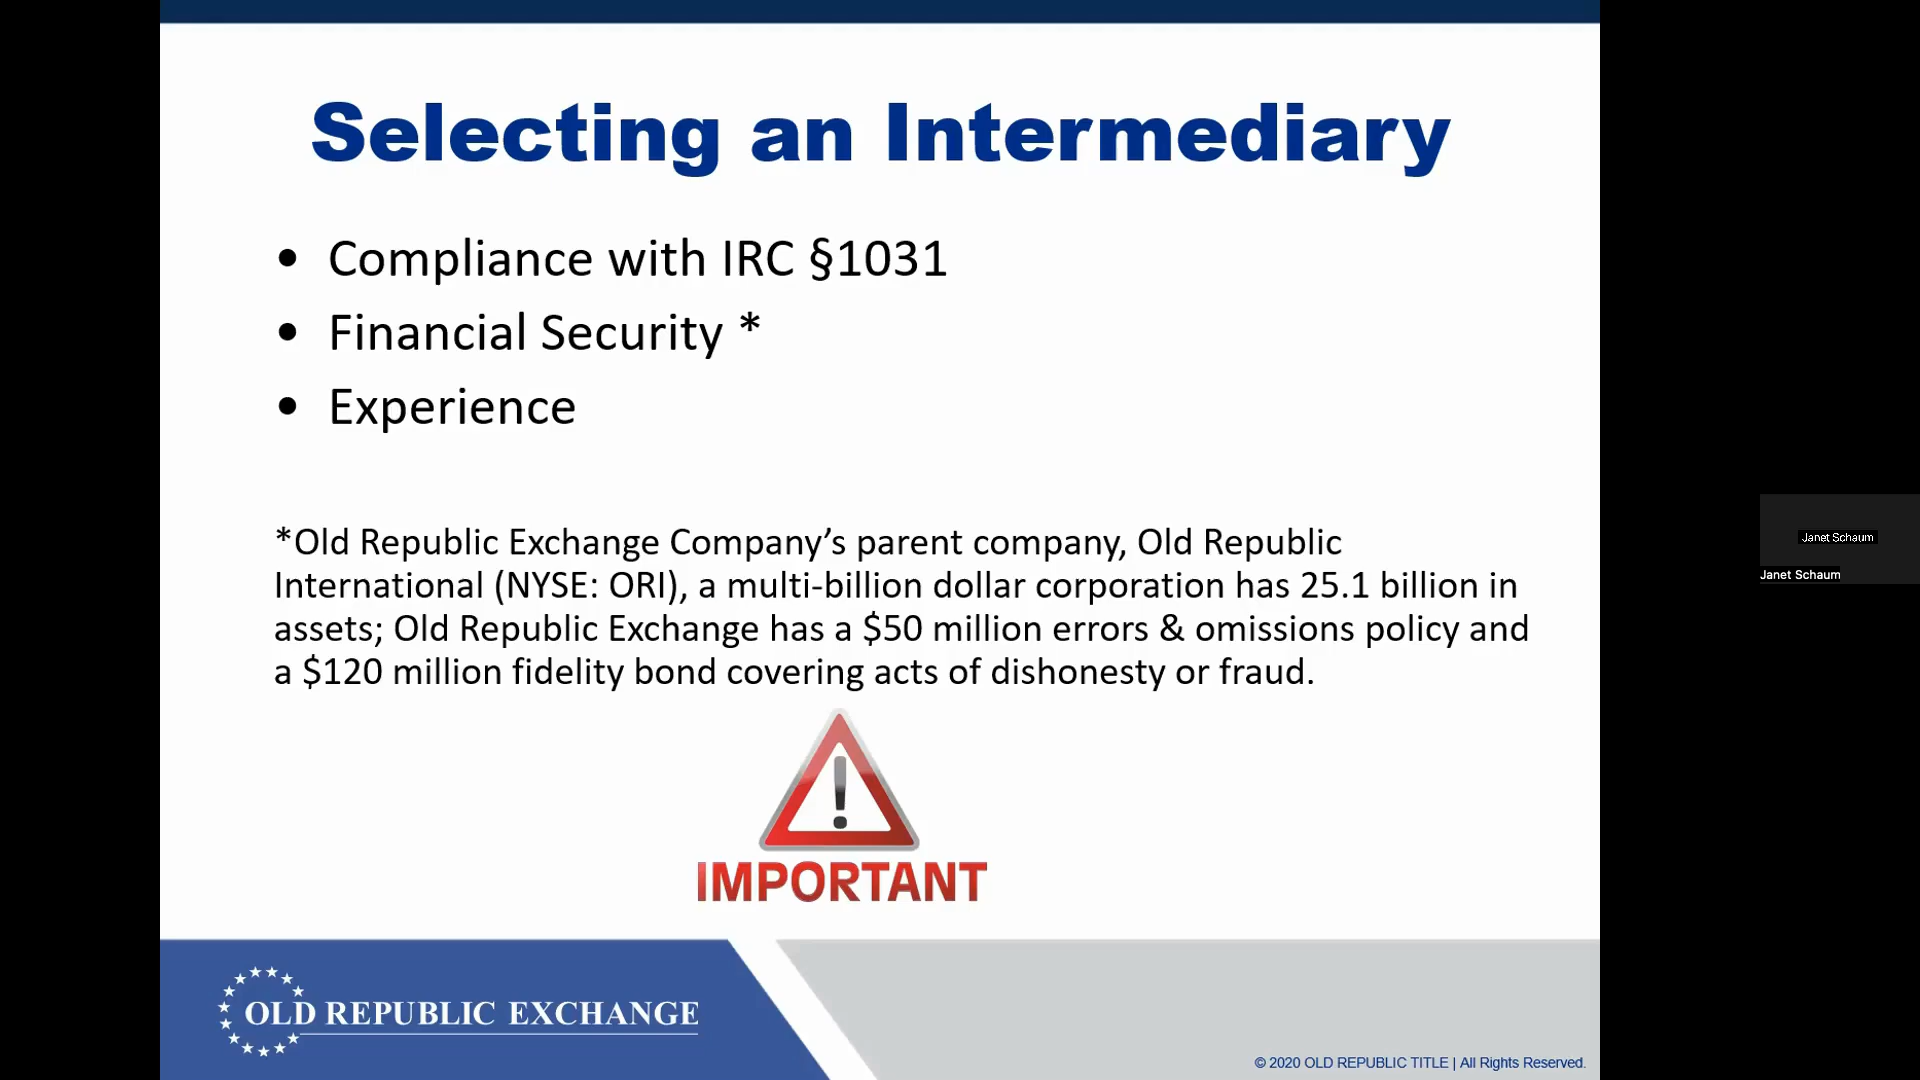 Selecting an Intermediary
• Compliance with IRC §1031
• Financial Security *
• Experience
*Old Republic Exchange Company’s parent company, Old Republic
International (NYSE: ORI), a multi-billion dollar corporation has 25.1 billion in
assets; Old Republic Exchange has a $50 million errors & omissions policy and
a $120 million fidelity bond covering acts of dishonesty or fraud.
IMPORTANT
OLD REPUBLIC EXCHANGE
© 2020 OLD REPUBLIC TITLE | All Rights Reserved.
Janet Schaum
Janet Schaum